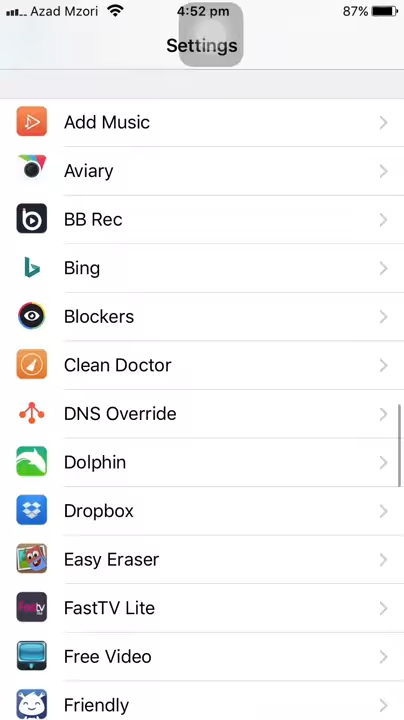 Azad Mzori 4:52 pm 87%
Settings
Add Music
Aviary
BB Rec
Bing
Blockers
Clean Doctor
DNS Override
Dolphin
Dropbox
Easy Eraser
FastTV Lite
Free Video
Friendly